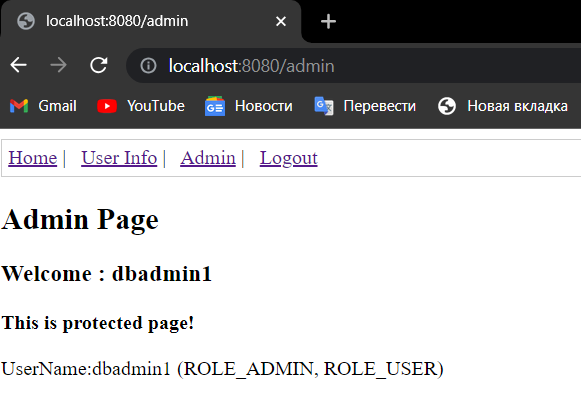 localhost:8080/admin
localhost:8080/admin
Gmail YouTube Новости Перевести Новая вкладка
Home | User Info | Admin | Logout
Admin Page
Welcome : dbadmin1
This is protected page!
UserName:dbadmin1 (ROLE_ADMIN, ROLE_USER)